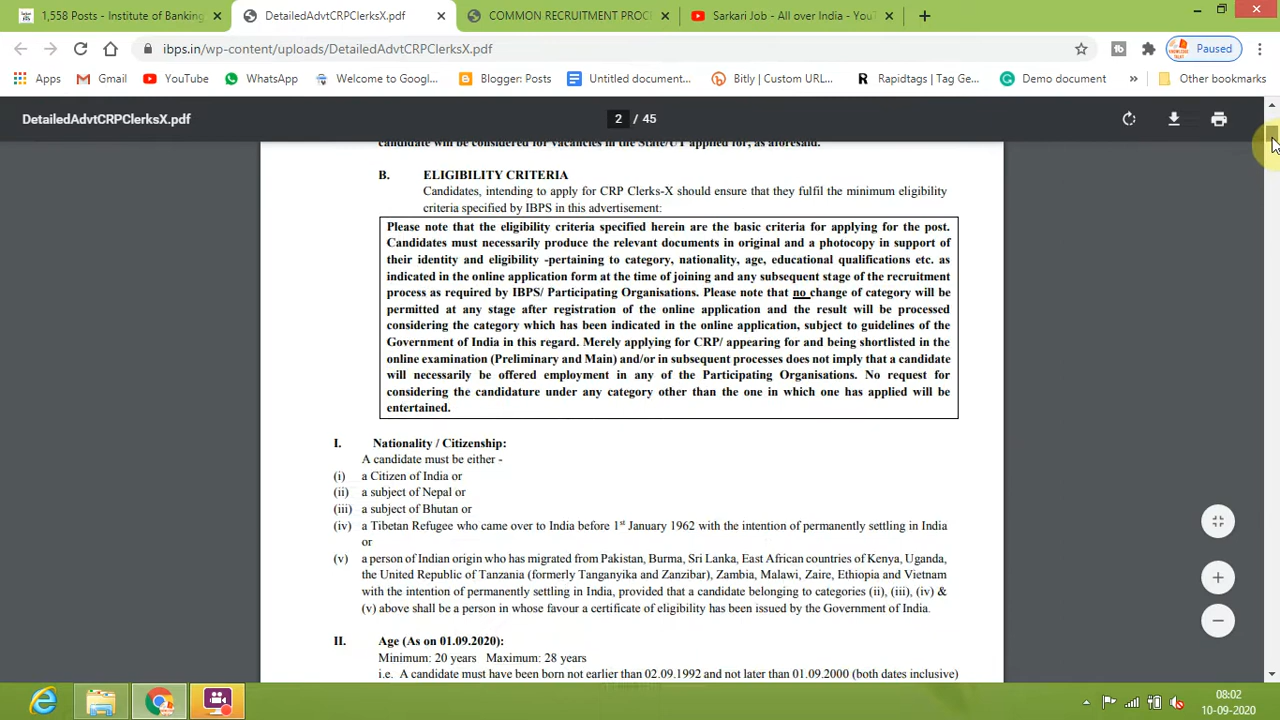 1,558 Posts - Institute of Banking
DetailedAdvtCRPClerksX.pdf
COMMON RECRUITMENT PROC
Sarkari Job - All over India - YouT
ibps.in/wp-content/uploads/DetailedAdvtCRPClerksX.pdf
Paused
Apps
Gmail
YouTube
WhatsApp
Welcome to Googl...
Blogger: Posts
Untitled document...
Bitly | Custom URL...
Rapidtags | Tag Ge...
Demo document
»
Other bookmarks
DetailedAdvtCRPClerksX.pdf
2 / 45
candidate will be considered for vacancies in the State/UT applied for, as aforesaid.
B. ELIGIBILITY CRITERIA
Candidates, intending to apply for CRP Clerks-X should ensure that they fulfil the minimum eligibility
criteria specified by IBPS in this advertisement:
Please note that the eligibility criteria specified herein are the basic criteria for applying for the post.
Candidates must necessarily produce the relevant documents in original and a photocopy in support of
their identity and eligibility -pertaining to category, nationality, age, educational qualifications etc. as
indicated in the online application form at the time of joining and any subsequent stage of the recruitment
process as required by IBPS/ Participating Organisations. Please note that no change of category will be
permitted at any stage after registration of the online application and the result will be processed
considering the category which has been indicated in the online application, subject to guidelines of the
Government of India in this regard. Merely applying for CRP/ appearing for and being shortlisted in the
online examination (Preliminary and Main) and/or in subsequent processes does not imply that a candidate
will necessarily be offered employment in any of the Participating Organisations. No request for
considering the candidature under any category other than the one in which one has applied will be
entertained.
I. Nationality / Citizenship:
A candidate must be either -
(i) a Citizen of India or
(ii) a subject of Nepal or
(iii) a subject of Bhutan or
(iv) a Tibetan Refugee who came over to India before 1st January 1962 with the intention of permanently settling in India
or
(v) a person of Indian origin who has migrated from Pakistan, Burma, Sri Lanka, East African countries of Kenya, Uganda,
the United Republic of Tanzania (formerly Tanganyika and Zanzibar), Zambia, Malawi, Zaire, Ethiopia and Vietnam
with the intention of permanently settling in India, provided that a candidate belonging to categories (ii), (iii), (iv) &
(v) above shall be a person in whose favour a certificate of eligibility has been issued by the Government of India.
II. Age (As on 01.09.2020):
Minimum: 20 years Maximum: 28 years
i.e. A candidate must have been born not earlier than 02.09.1992 and not later than 01.09.2000 (both dates inclusive)
08:02
10-09-2020